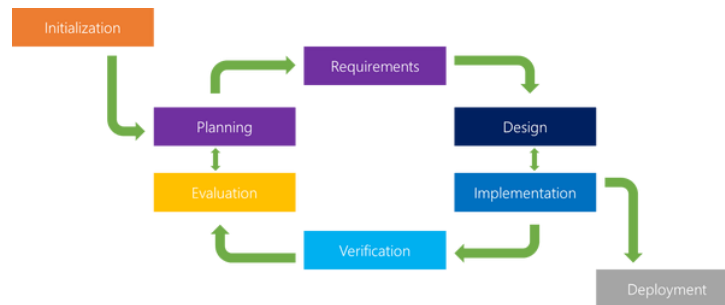 Initialization
Requirements
Planning
Design
Evaluation
Implementation
Verification
Deployment